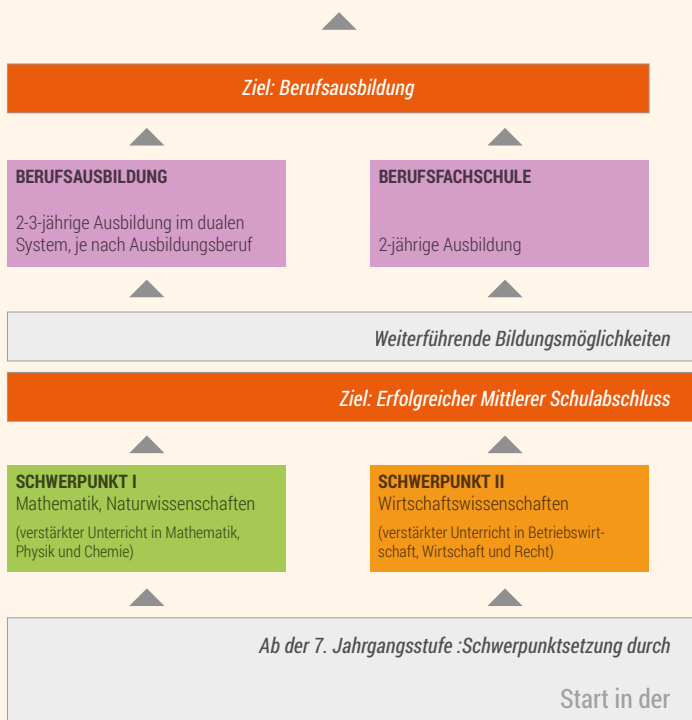 Ziel: Berufsausbildung
BERUFSAUSBILDUNG
2-3-jährige Ausbildung im dualen
System, je nach Ausbildungsberuf
BERUFSFACHSCHULE
2-jährige Ausbildung
Weiterführende Bildungsmöglichkeiten
Ziel: Erfolgreicher Mittlerer Schulabschluss
SCHWERPUNKT I
Mathematik, Naturwissenschaften
(verstärkter Unterricht in Mathematik,
Physik und Chemie)
SCHWERPUNKT II
Wirtschaftswissenschaften
(verstärkter Unterricht in Betriebswirt-
schaft, Wirtschaft und Recht)
Ab der 7. Jahrgangsstufe :Schwerpunktsetzung durch
Start in der